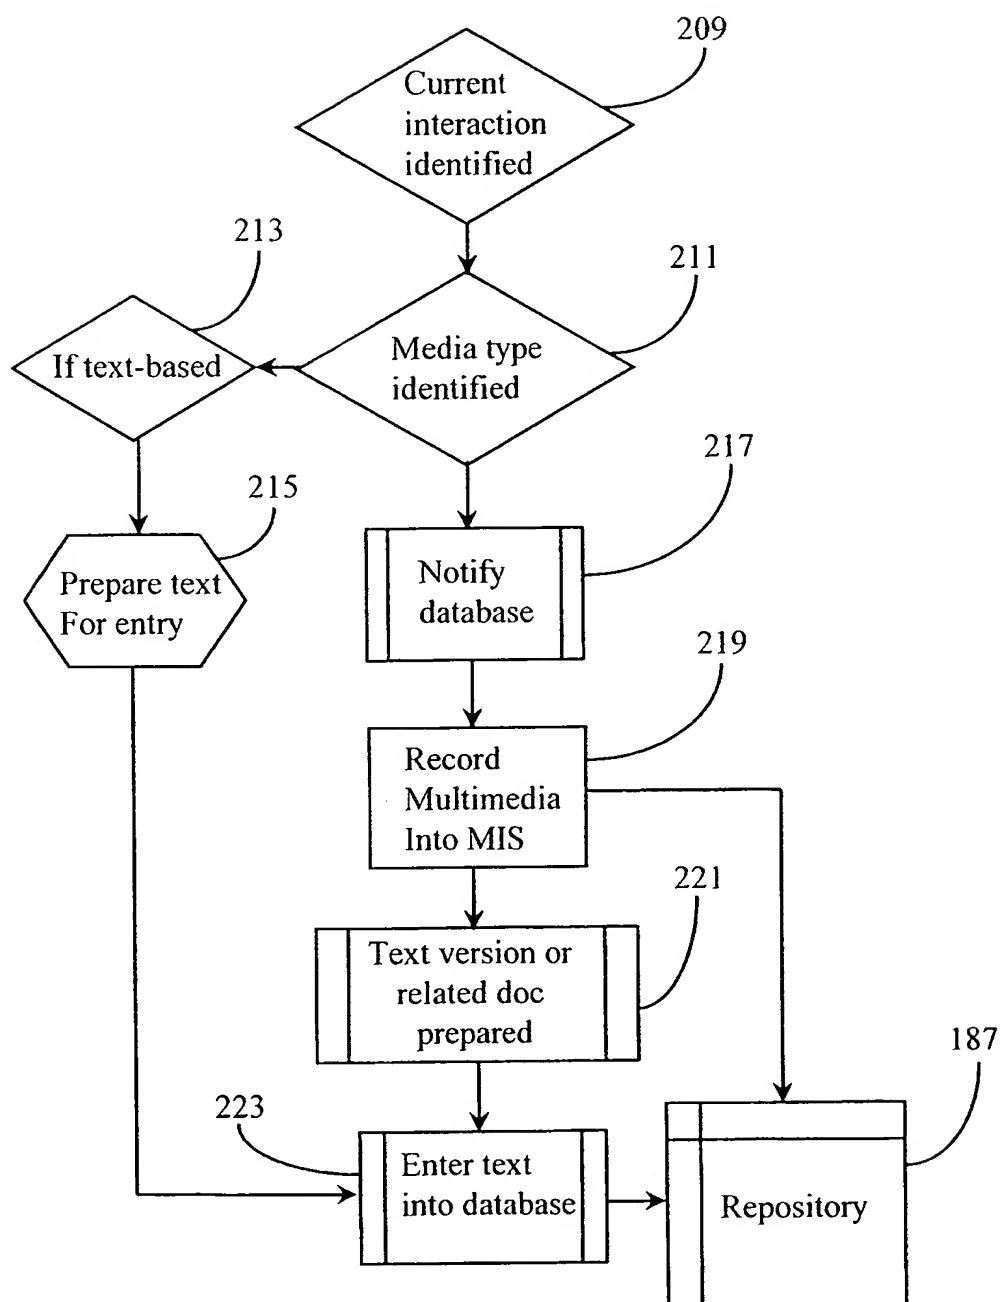 209
Current
interaction
identified
213
211
If text-based
Media type
identified
217
215
Notify
database
Prepare text
For entry
219
Record
Multimedia
Into MIS
221
Text version or
related doc
prepared
187
223
Enter text
into database
Repository